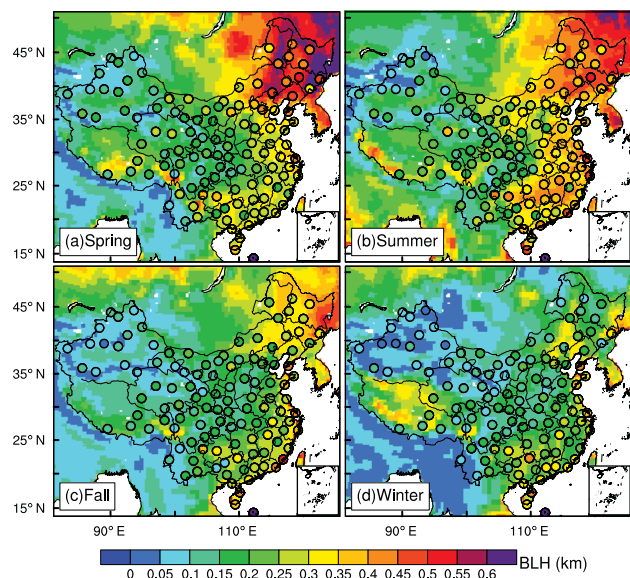 45° N
35° N
25° N
15° N
(a)Spring
(b)Summer
45° N
35° N
25° N
15° N
(c)Fall
(d)Winter
90° E
110° E
90° E
110° E
0 0.05 0.1 0.15 0.2 0.25 0.3 0.35 0.4 0.45 0.5 0.55 0.6
BLH (km)